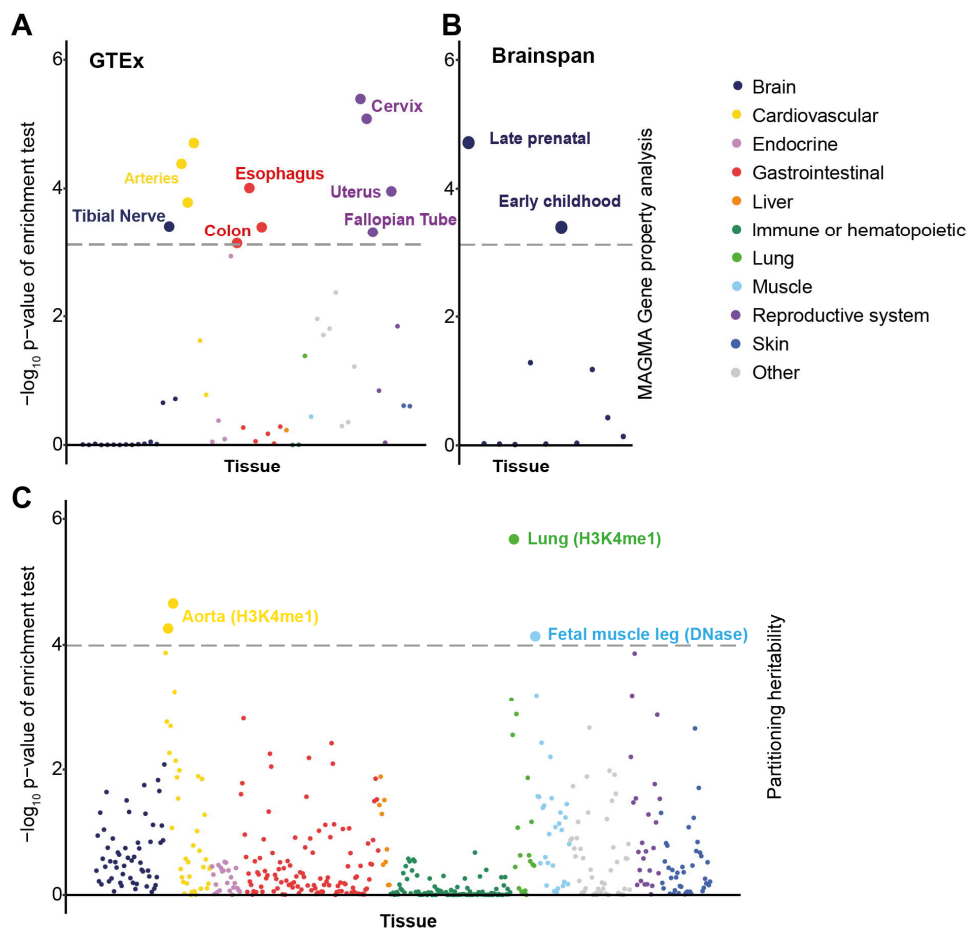 A
GTEx
6
4
2
0
−log10 p−value of enrichment test
Cervix
Arteries
Esophagus
Uterus
Tibial Nerve
Colon
Fallopian Tube
Tissue
B
Brainspan
6
4
2
0
Late prenatal
Early childhood
Tissue
MAGMA Gene property analysis
Brain
Cardiovascular
Endocrine
Gastrointestinal
Liver
Immune or hematopoietic
Lung
Muscle
Reproductive system
Skin
Other
C
6
4
2
0
−log10 p−value of enrichment test
Lung (H3K4me1)
Aorta (H3K4me1)
Fetal muscle leg (DNase)
Tissue
Partitioning heritability